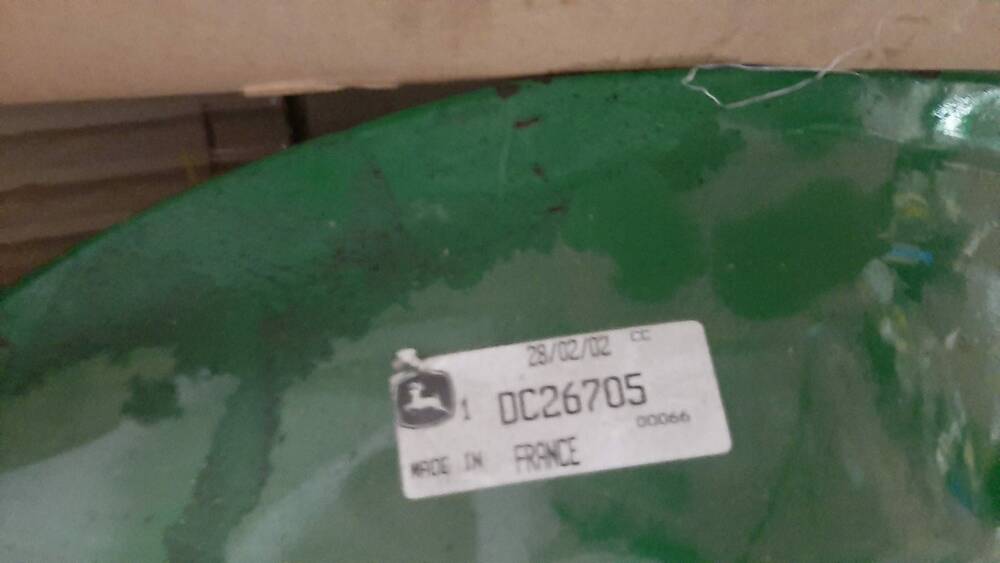 28/02/02 CC
1 DC26705
00066
MADE IN FRANCE